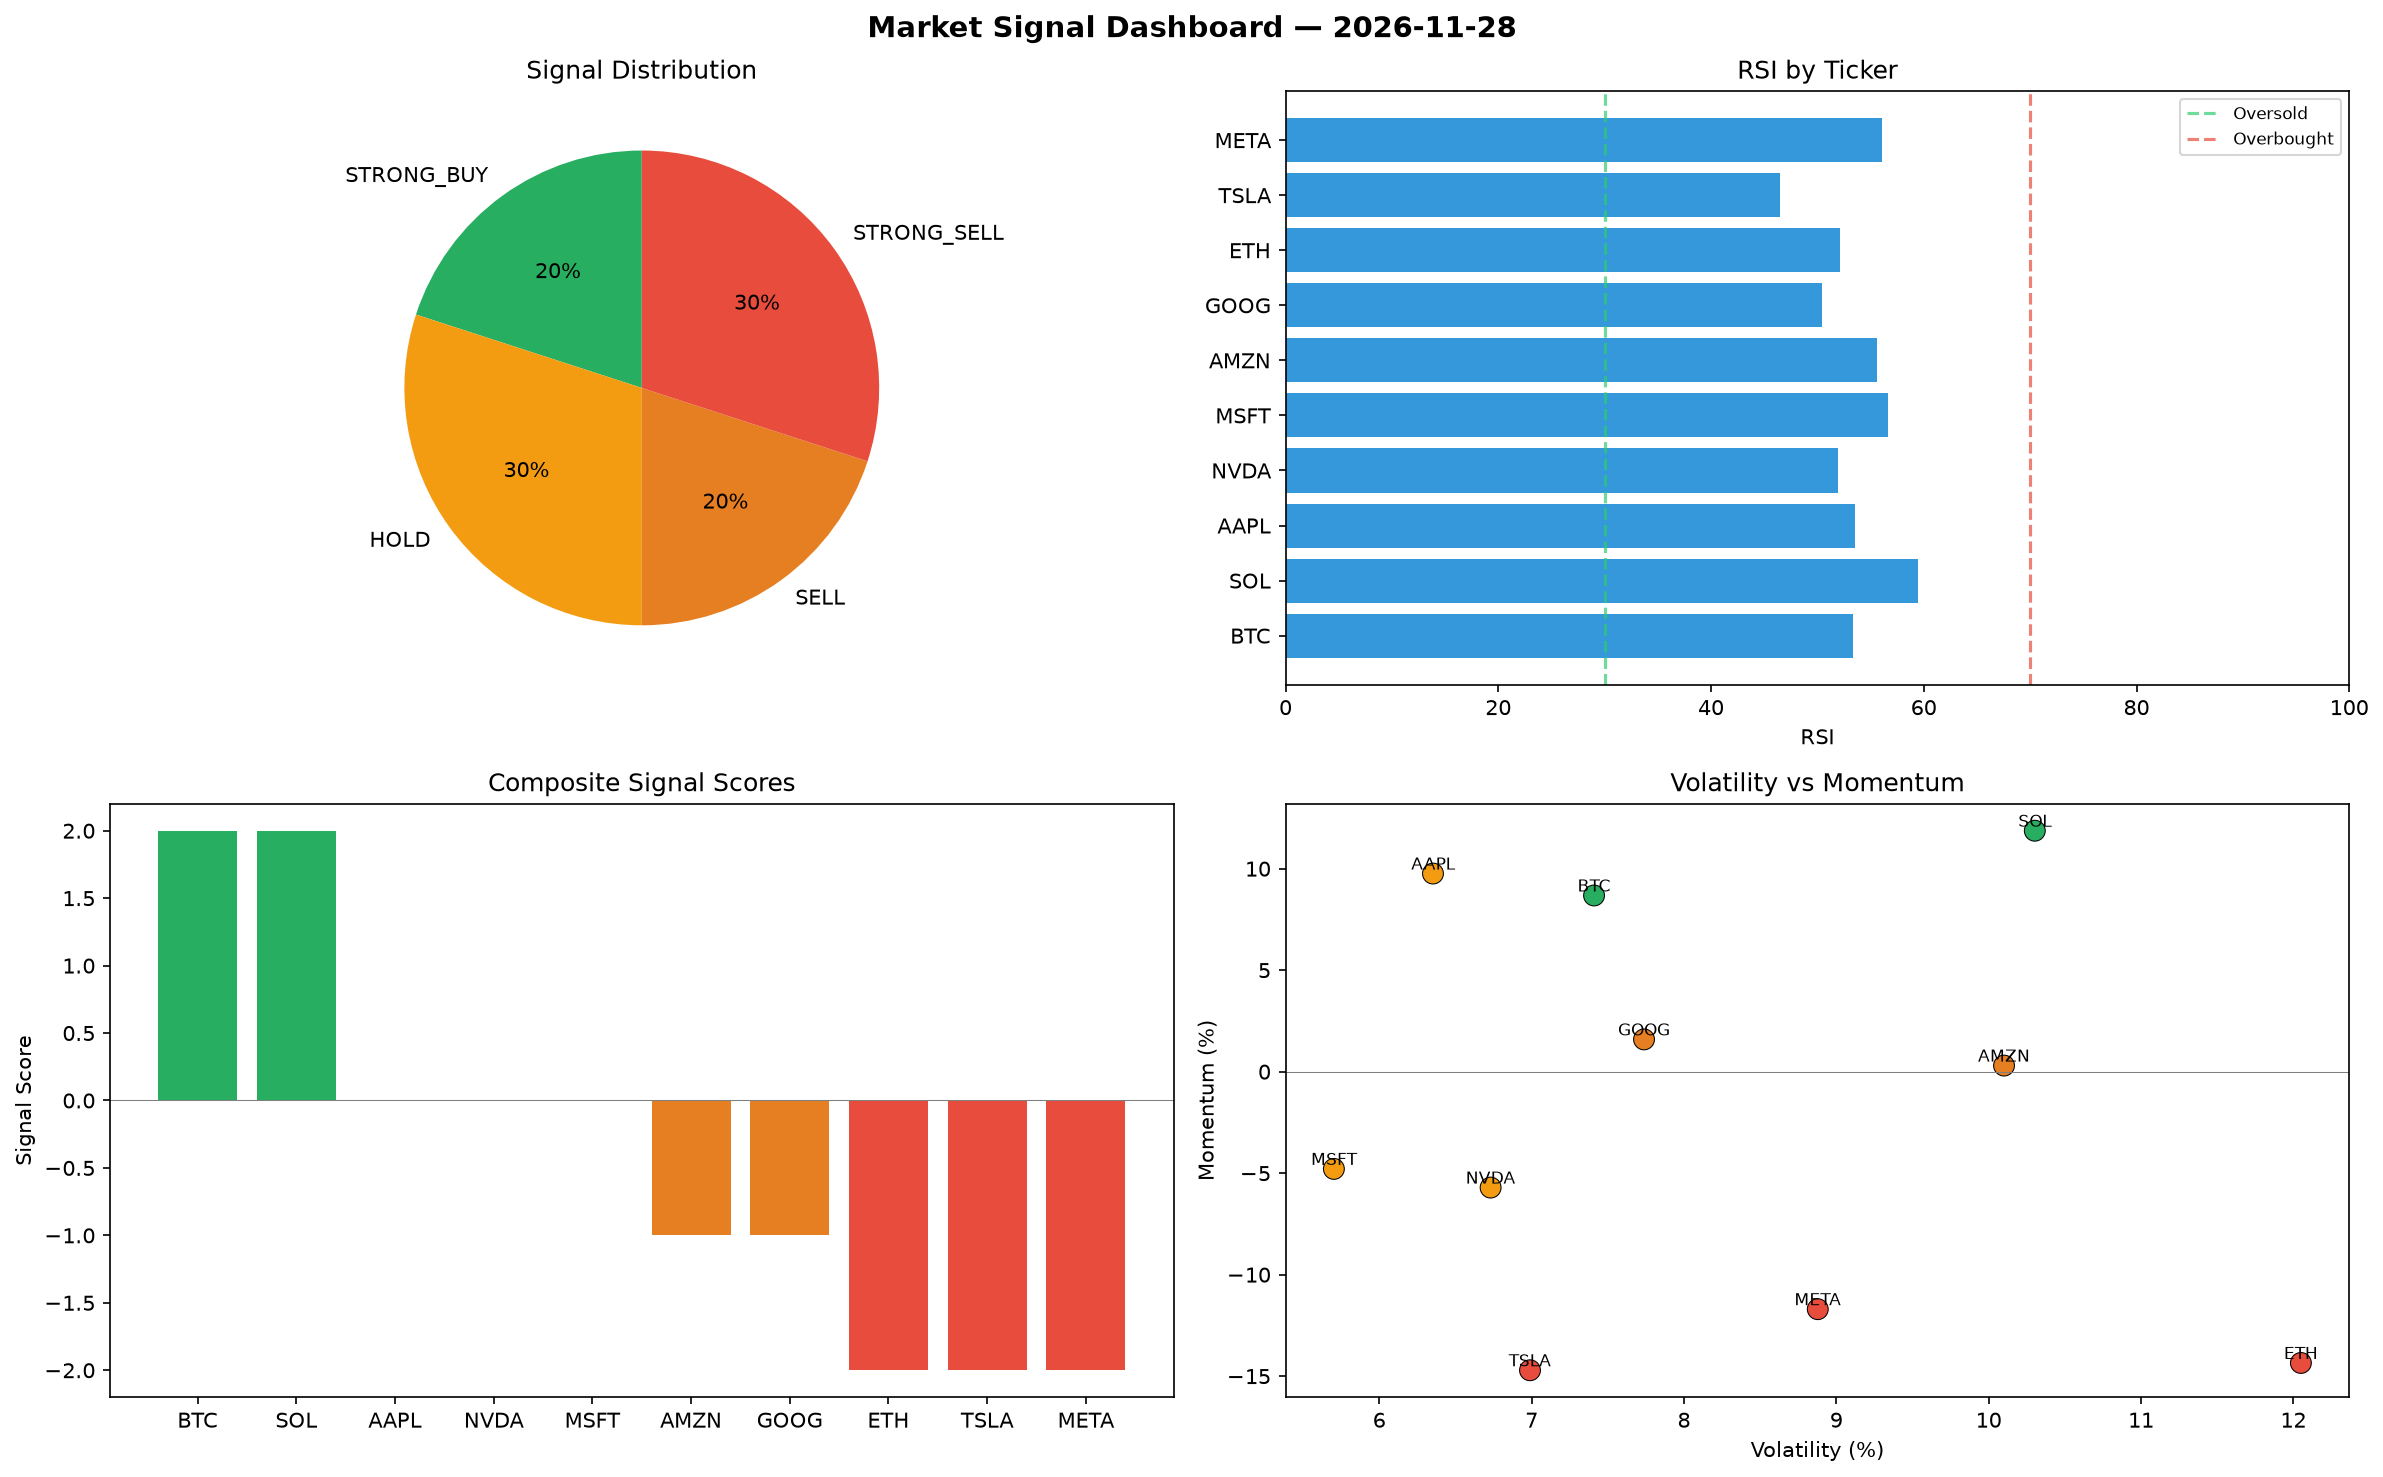 Market Signal Dashboard — 2026-11-28
Signal Distribution
STRONG_BUY
20%
STRONG_SELL
30%
HOLD
30%
SELL
20%
RSI by Ticker
Oversold
Overbought
META
TSLA
ETH
GOOG
AMZN
MSFT
NVDA
AAPL
SOL
BTC
0 20 40 60 80 100
RSI
Composite Signal Scores
Signal Score
2.0
1.5
1.0
0.5
0.0
−0.5
−1.0
−1.5
−2.0
BTC SOL AAPL NVDA MSFT AMZN GOOG ETH TSLA META
Volatility vs Momentum
Momentum (%)
10
5
0
−5
−10
−15
SOL
AAPL
BTC
GOOG
AMZN
MSFT
NVDA
META
TSLA
ETH
6 7 8 9 10 11 12
Volatility (%)